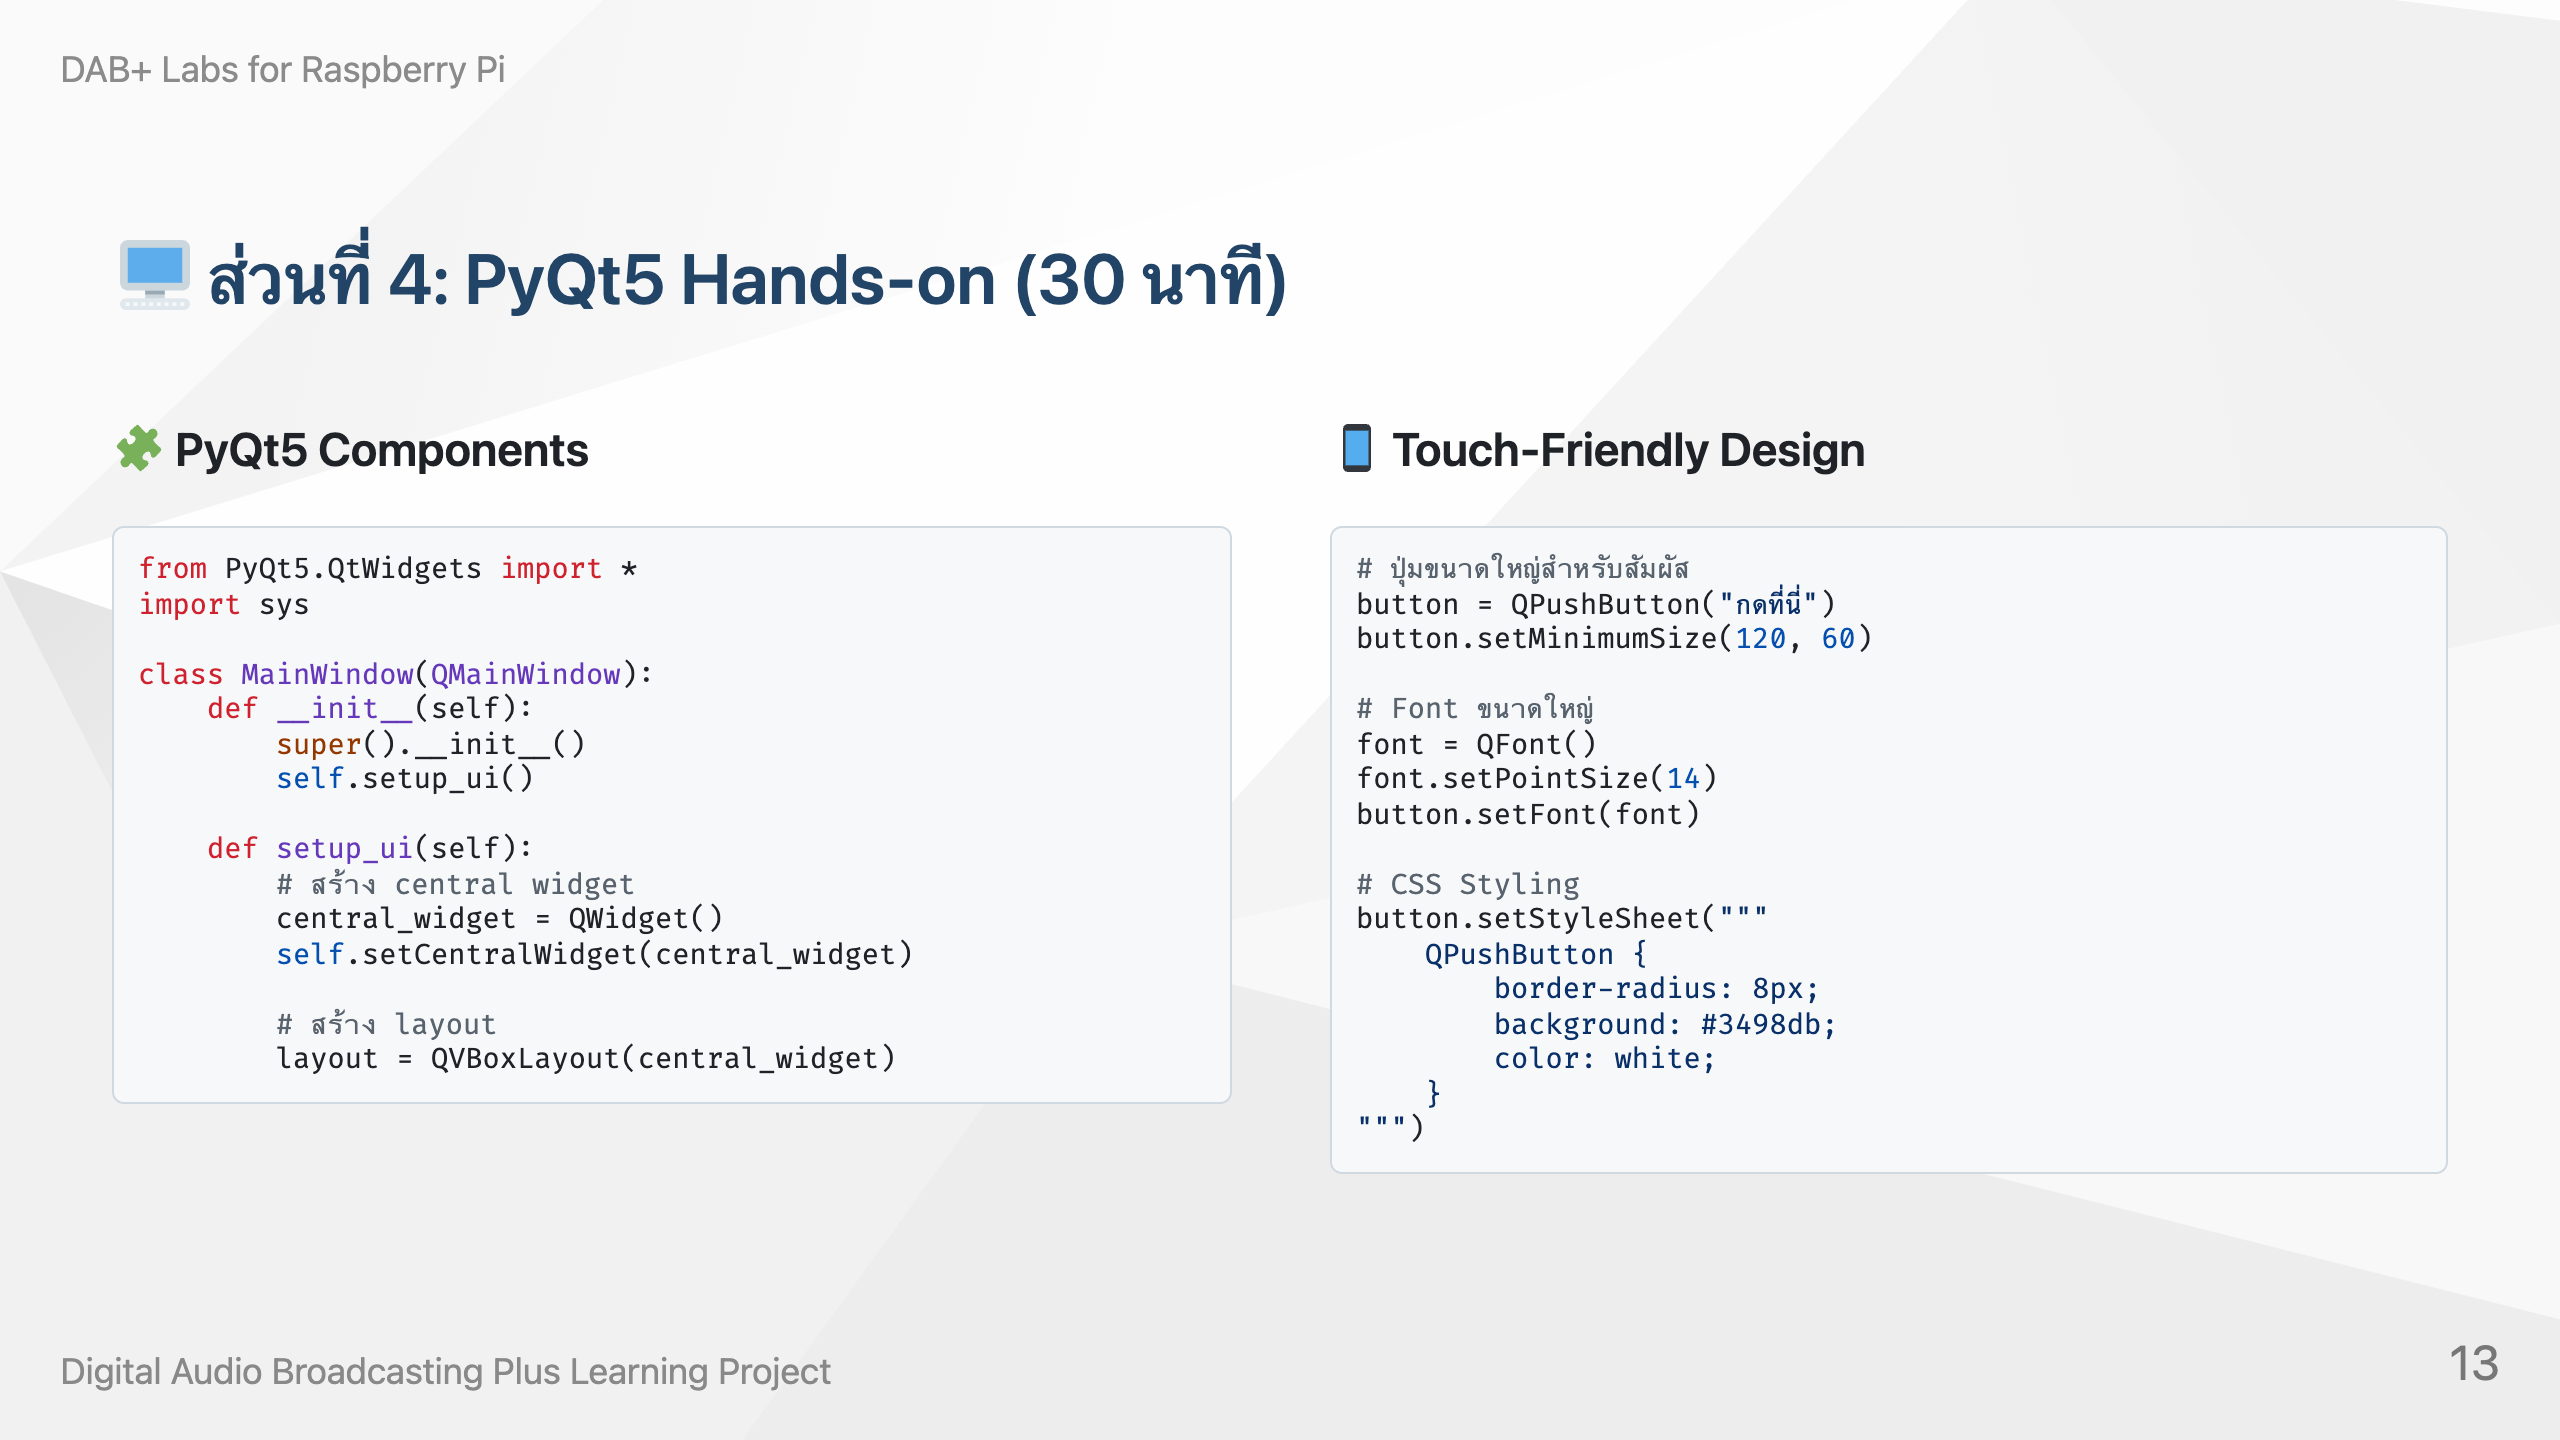 DAB+ Labs for Raspberry Pi
ส่วนที่ 4: PyQt5 Hands-on (30 นาที)
PyQt5 Components
from PyQt5.QtWidgets import *
import sys

class MainWindow(QMainWindow):
    def __init__(self):
        super().__init__()
        self.setup_ui()

    def setup_ui(self):
        # สร้าง central widget
        central_widget = QWidget()
        self.setCentralWidget(central_widget)

        # สร้าง layout
        layout = QVBoxLayout(central_widget)
Touch-Friendly Design
# ปุ่มขนาดใหญ่สำหรับสัมผัส
button = QPushButton("กดที่นี่")
button.setMinimumSize(120, 60)

# Font ขนาดใหญ่
font = QFont()
font.setPointSize(14)
button.setFont(font)

# CSS Styling
button.setStyleSheet("""
    QPushButton {
        border-radius: 8px;
        background: #3498db;
        color: white;
    }
""")
Digital Audio Broadcasting Plus Learning Project
13